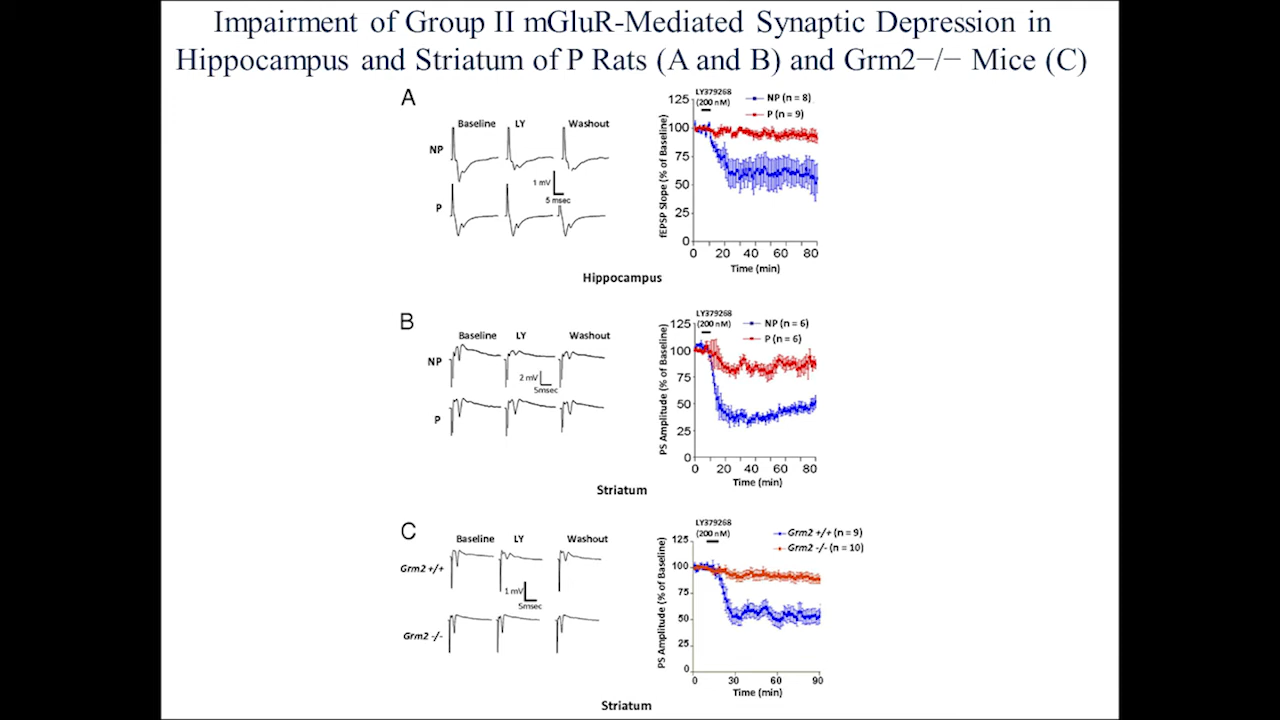 Impairment of Group II mGluR-Mediated Synaptic Depression in
Hippocampus and Striatum of P Rats (A and B) and Grm2−/− Mice (C)
A
Baseline LY Washout
NP
1 mV
5 msec
P
LY379268
(200 nM)
NP (n = 8)
P (n = 9)
fEPSP Slope (% of Baseline)
125
100
75
50
25
0
0 20 40 60 80
Time (min)
Hippocampus
B
Baseline LY Washout
NP
2 mV
5msec
P
LY379268
(200 nM)
NP (n = 6)
P (n = 6)
PS Amplitude (% of Baseline)
125
100
75
50
25
0
0 20 40 60 80
Time (min)
Striatum
C
Baseline LY Washout
Grm2 +/+
1 mV
5msec
Grm2 -/-
LY379268
(200 nM)
Grm2 +/+ (n = 9)
Grm2 -/- (n = 10)
PS Amplitude (% of Baseline)
125
100
75
50
25
0
0 30 60 90
Time (min)
Striatum